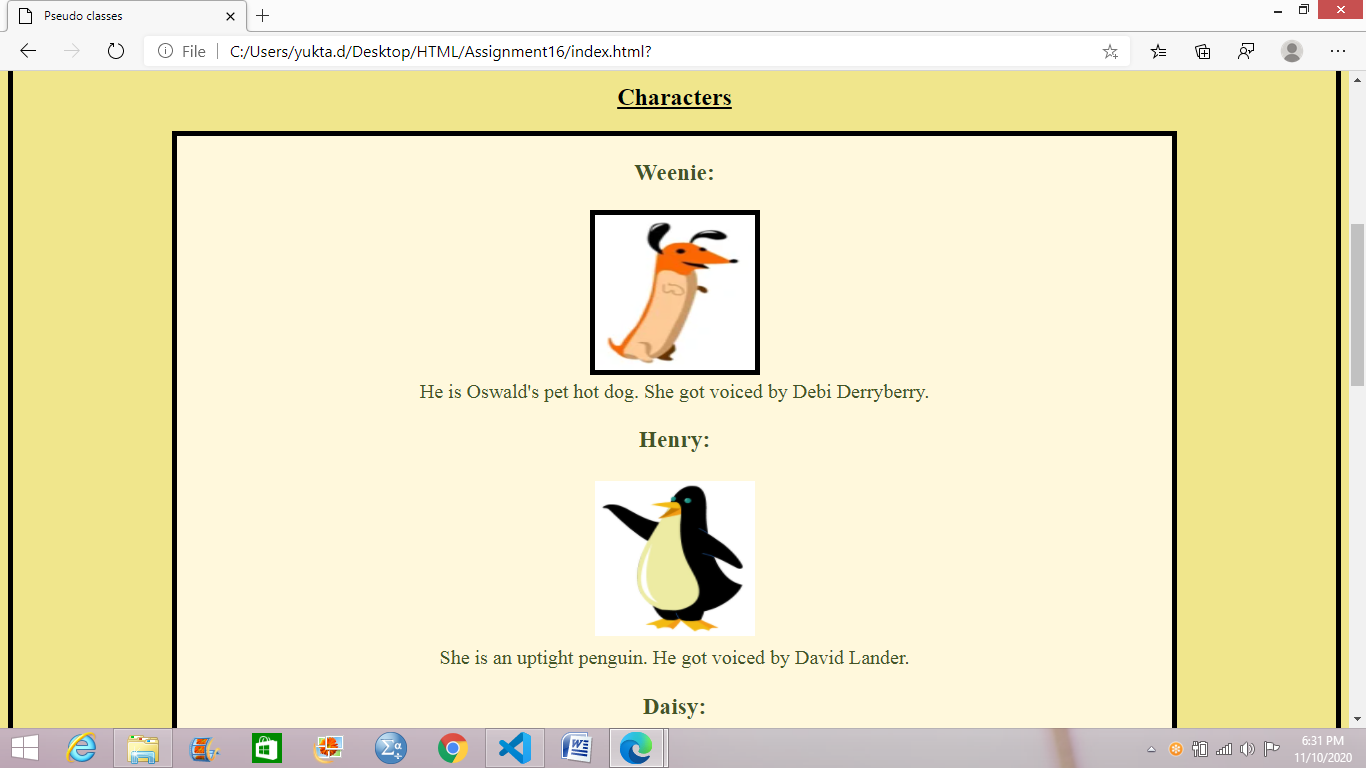 Pseudo classes
File
C:/Users/yukta.d/Desktop/HTML/Assignment16/index.html?
Characters
Weenie:
He is Oswald's pet hot dog. She got voiced by Debi Derryberry.
Henry:
She is an uptight penguin. He got voiced by David Lander.
Daisy:
6:31 PM
11/10/2020